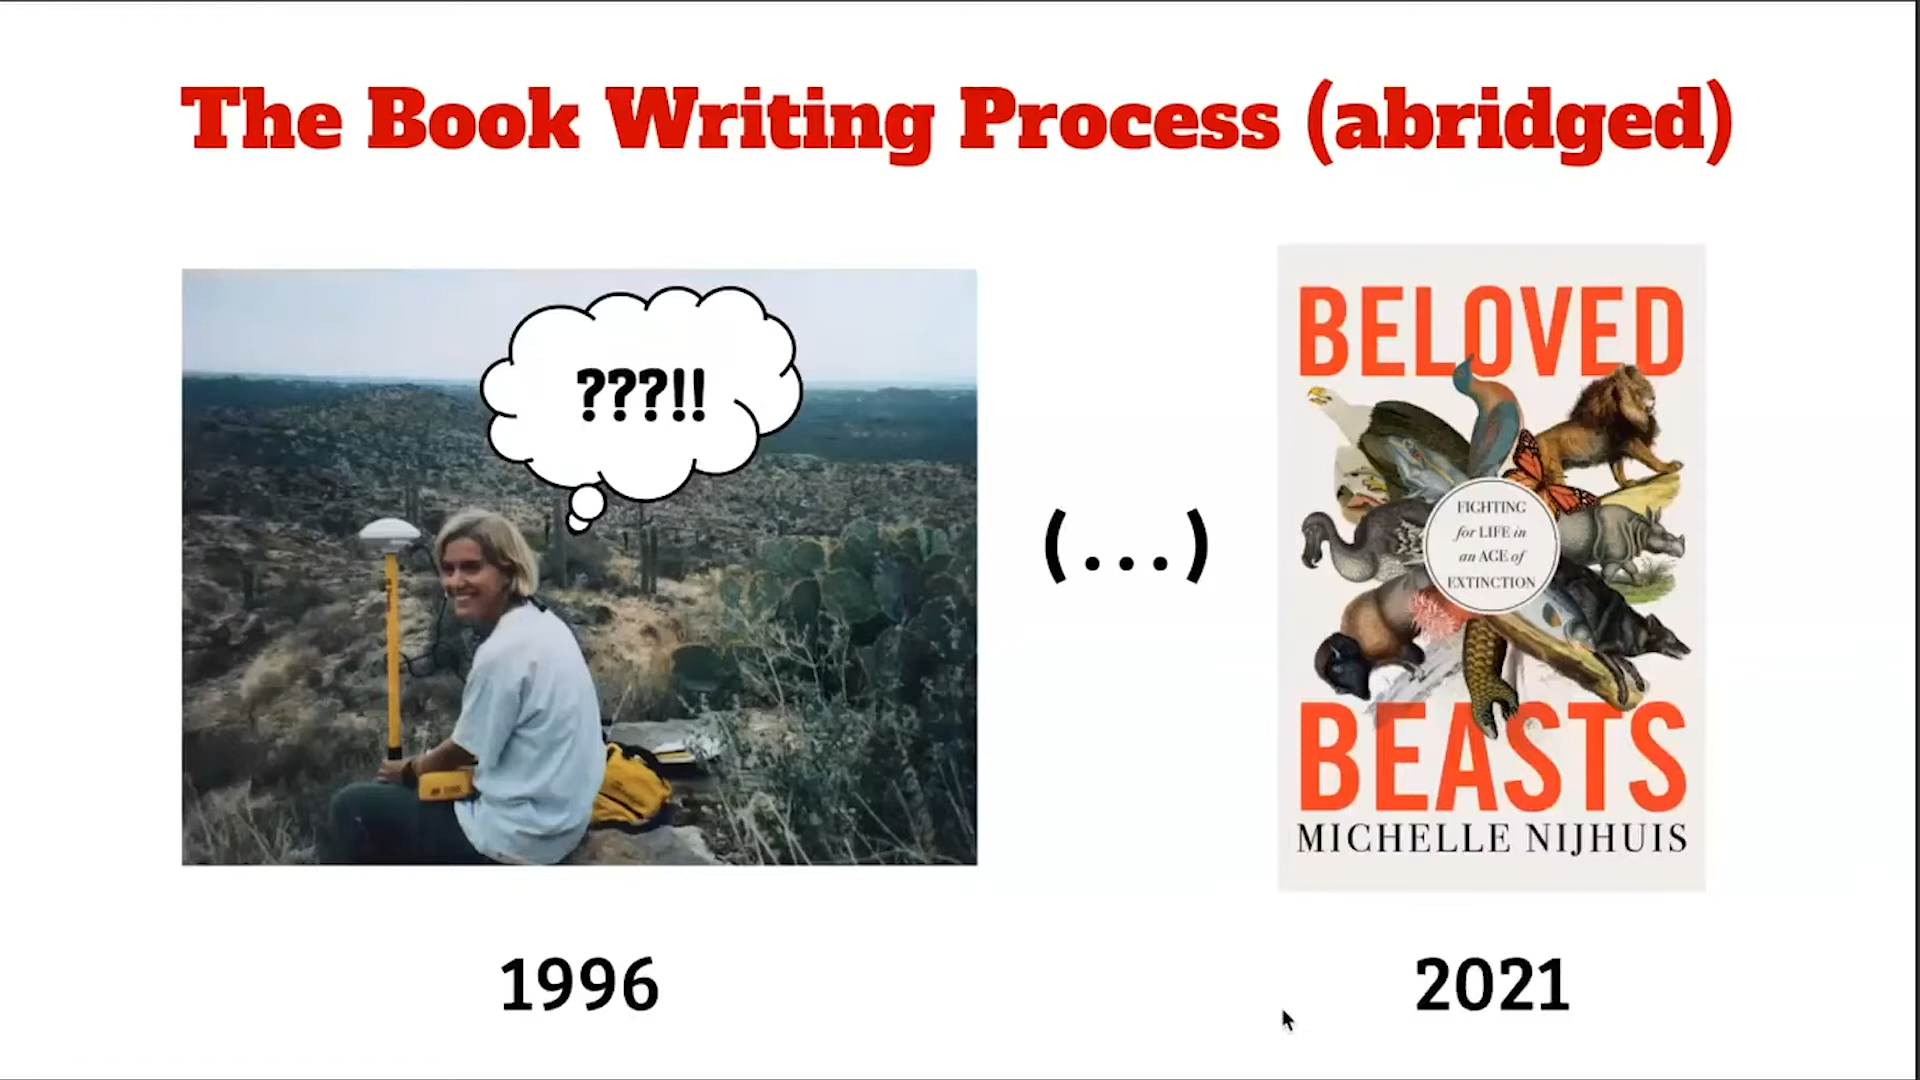 The Book Writing Process (abridged)
???!!
(...)
BELOVED
FIGHTING
for LIFE in
an AGE of
EXTINCTION
BEASTS
MICHELLE NIJHUIS
1996
2021